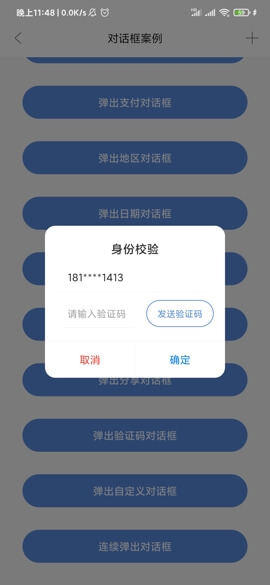 晚上11:48 | 0.0K/s
69
对话框案例
弹出支付对话框
弹出地区对话框
弹出日期对话框
身份校验
181****1413
请输入验证码
发送验证码
取消
确定
弹出分享对话框
弹出验证码对话框
弹出自定义对话框
连续弹出对话框